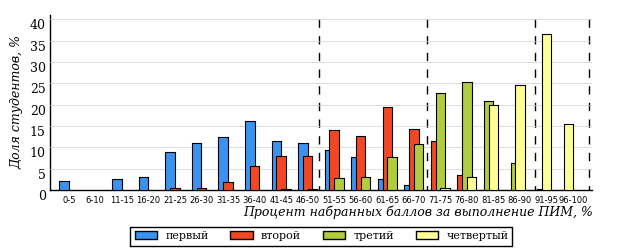 Доля студентов, %
40
35
30
25
20
15
10
5
0
0-5 6-10 11-15 16-20 21-25 26-30 31-35 36-40 41-45 46-50 51-55 56-60 61-65 66-70 71-75 76-80 81-85 86-90 91-95 96-100
Процент набранных баллов за выполнение ПИМ, %
первый второй третий четвертый